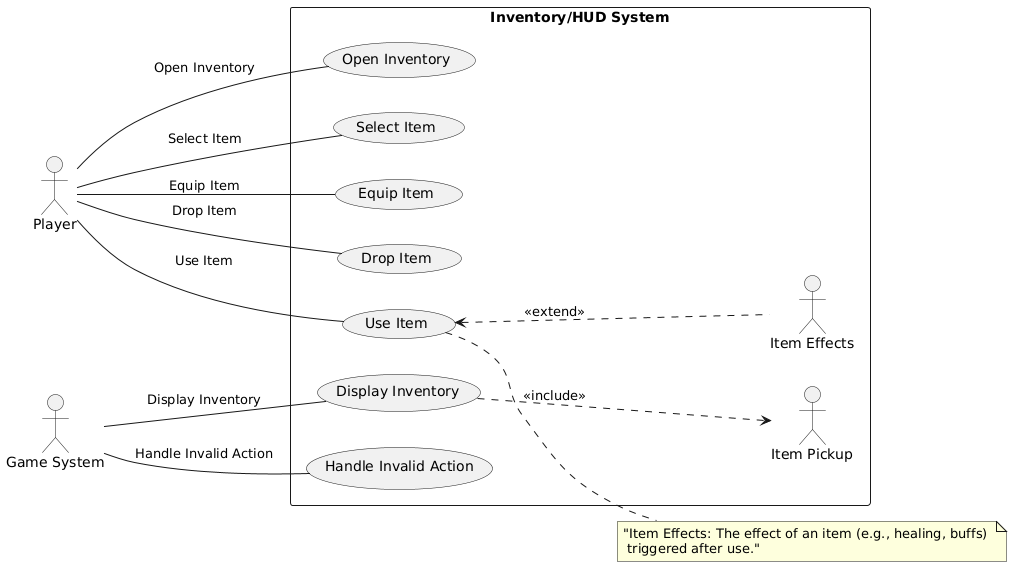 Inventory/HUD System
Open Inventory
Open Inventory
Select Item
Select Item
Equip Item
Equip Item
Player
Drop Item
Drop Item
Use Item
Use Item
«extend»
Item Effects
Display Inventory
Display Inventory
«include»
Item Pickup
Game System
Handle Invalid Action
Handle Invalid Action
"Item Effects: The effect of an item (e.g., healing, buffs)
triggered after use."